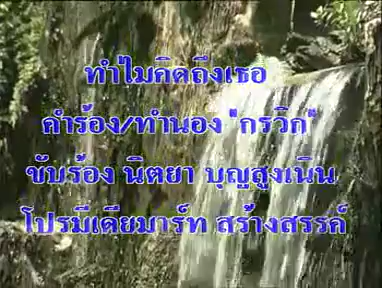 ทำไมคิดถึงเธอ
คำร้อง/ทำนอง "กรวิก"
ขับร้อง นิตยา บุญสูงเนิน
โปรมีเดียมาร์ท สร้างสรรค์